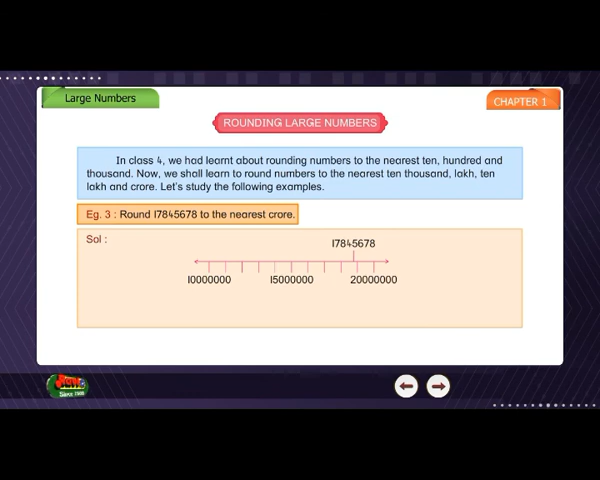 Large Numbers
CHAPTER 1
ROUNDING LARGE NUMBERS
In class 4, we had learnt about rounding numbers to the nearest ten, hundred and
thousand. Now, we shall learn to round numbers to the nearest ten thousand, lakh, ten
lakh and crore. Let's study the following examples.
Eg. 3 : Round 17845678 to the nearest crore.
Sol :
17845678
10000000 15000000 20000000